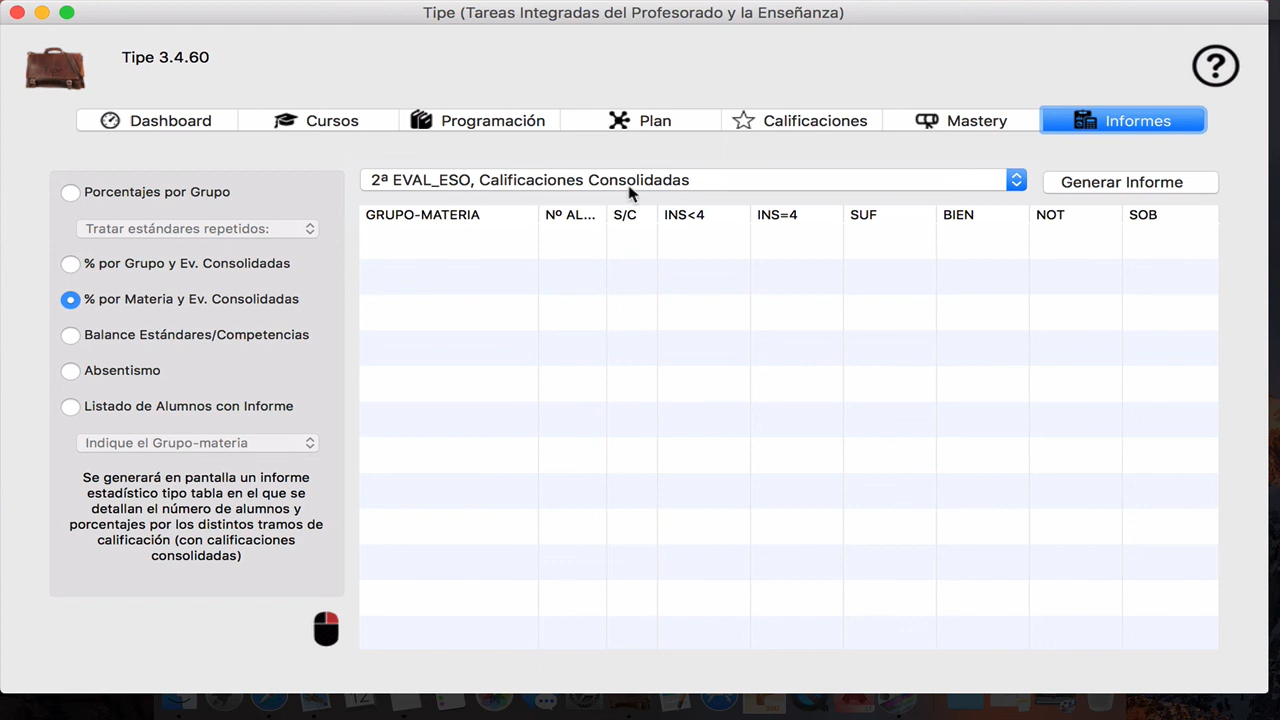 Tipe (Tareas Integradas del Profesorado y la Enseñanza)
Tipe 3.4.60
?
Dashboard
Cursos
Programación
Plan
Calificaciones
Mastery
Informes
Porcentajes por Grupo
Tratar estándares repetidos:
% por Grupo y Ev. Consolidadas
% por Materia y Ev. Consolidadas
Balance Estándares/Competencias
Absentismo
Listado de Alumnos con Informe
Indique el Grupo-materia
Se generará en pantalla un informe
estadístico tipo tabla en el que se
detallan el número de alumnos y
porcentajes por los distintos tramos de
calificación (con calificaciones
consolidadas)
2ª EVAL_ESO, Calificaciones Consolidadas
Generar Informe
GRUPO-MATERIA Nº AL... S/C INS<4 INS=4 SUF BIEN NOT SOB